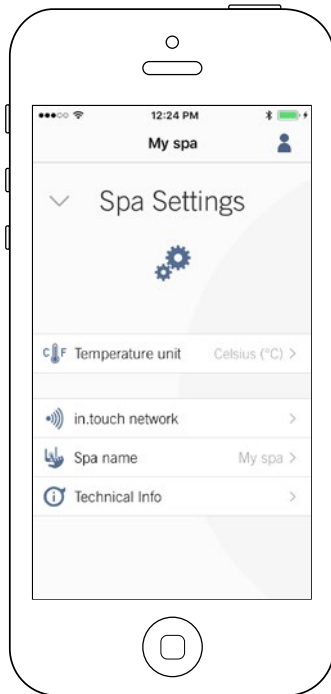 12:24 PM
My spa
Spa Settings
C F Temperature unit Celsius (°C) >
in.touch network >
Spa name My spa >
Technical Info >